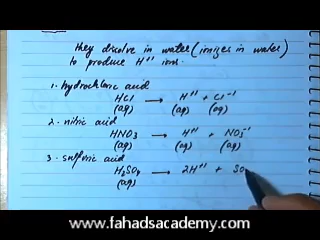 they dissolve in water (ionizes in water)
to produce H⁺¹ ions.
1. hydrochloric acid
HCl → H⁺¹ + Cl⁻¹
(aq) (aq) (aq)
2. nitric acid
HNO₃ → H⁺¹ + NO₃⁻¹
(aq) (aq) (aq)
3. sulfuric acid
H₂SO₄ → 2H⁺¹ + SO
(aq)
www.fahadsacademy.com